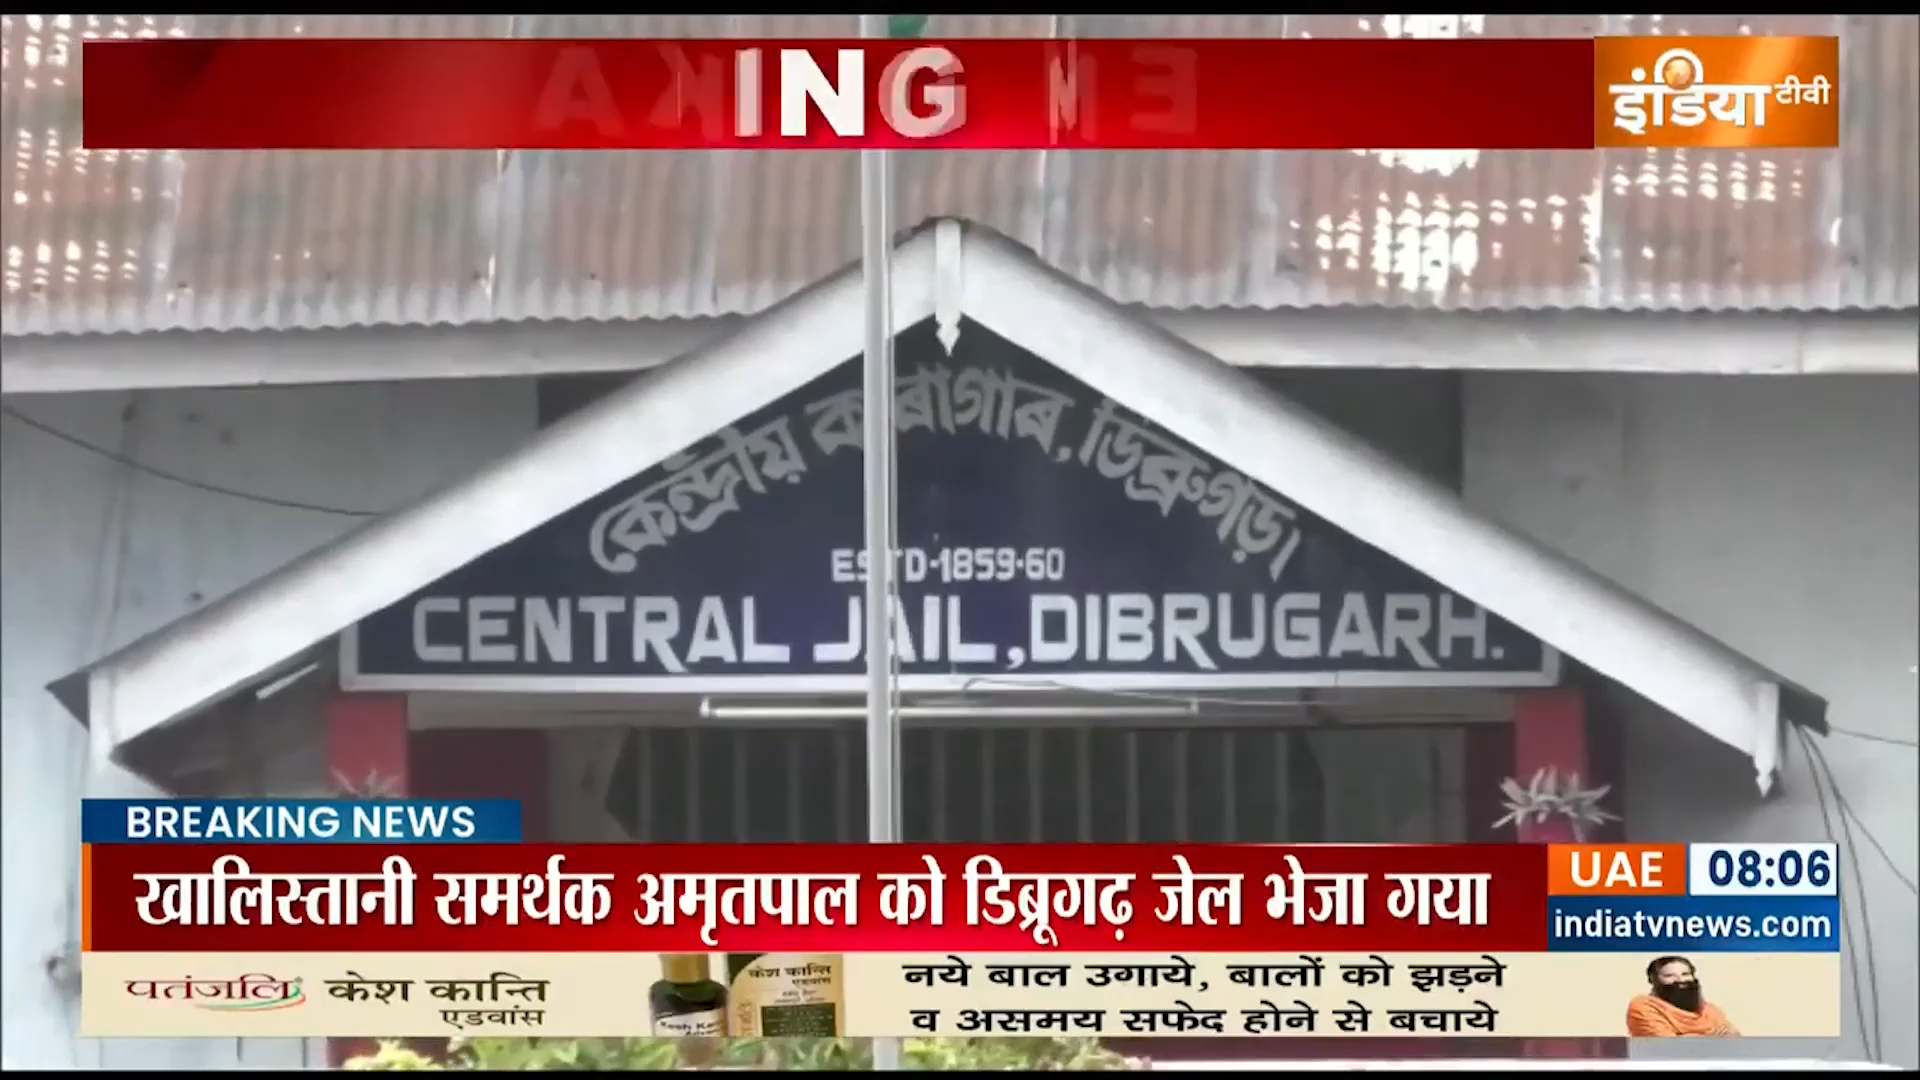 ING
इंडिया टीवी
কেন্দ্ৰীয় কাৰাগাৰ, ডিব্ৰুগড়।
ESTD-1859-60
CENTRAL JAIL, DIBRUGARH.
BREAKING NEWS
खालिस्तानी समर्थक अमृतपाल को डिब्रूगढ़ जेल भेजा गया
UAE 08:06
indiatvnews.com
पतंजलि केश कान्ति
एडवांस
केश कान्ति
एडवांस
नये बाल उगाये, बालों को झड़ने
व असमय सफेद होने से बचाये